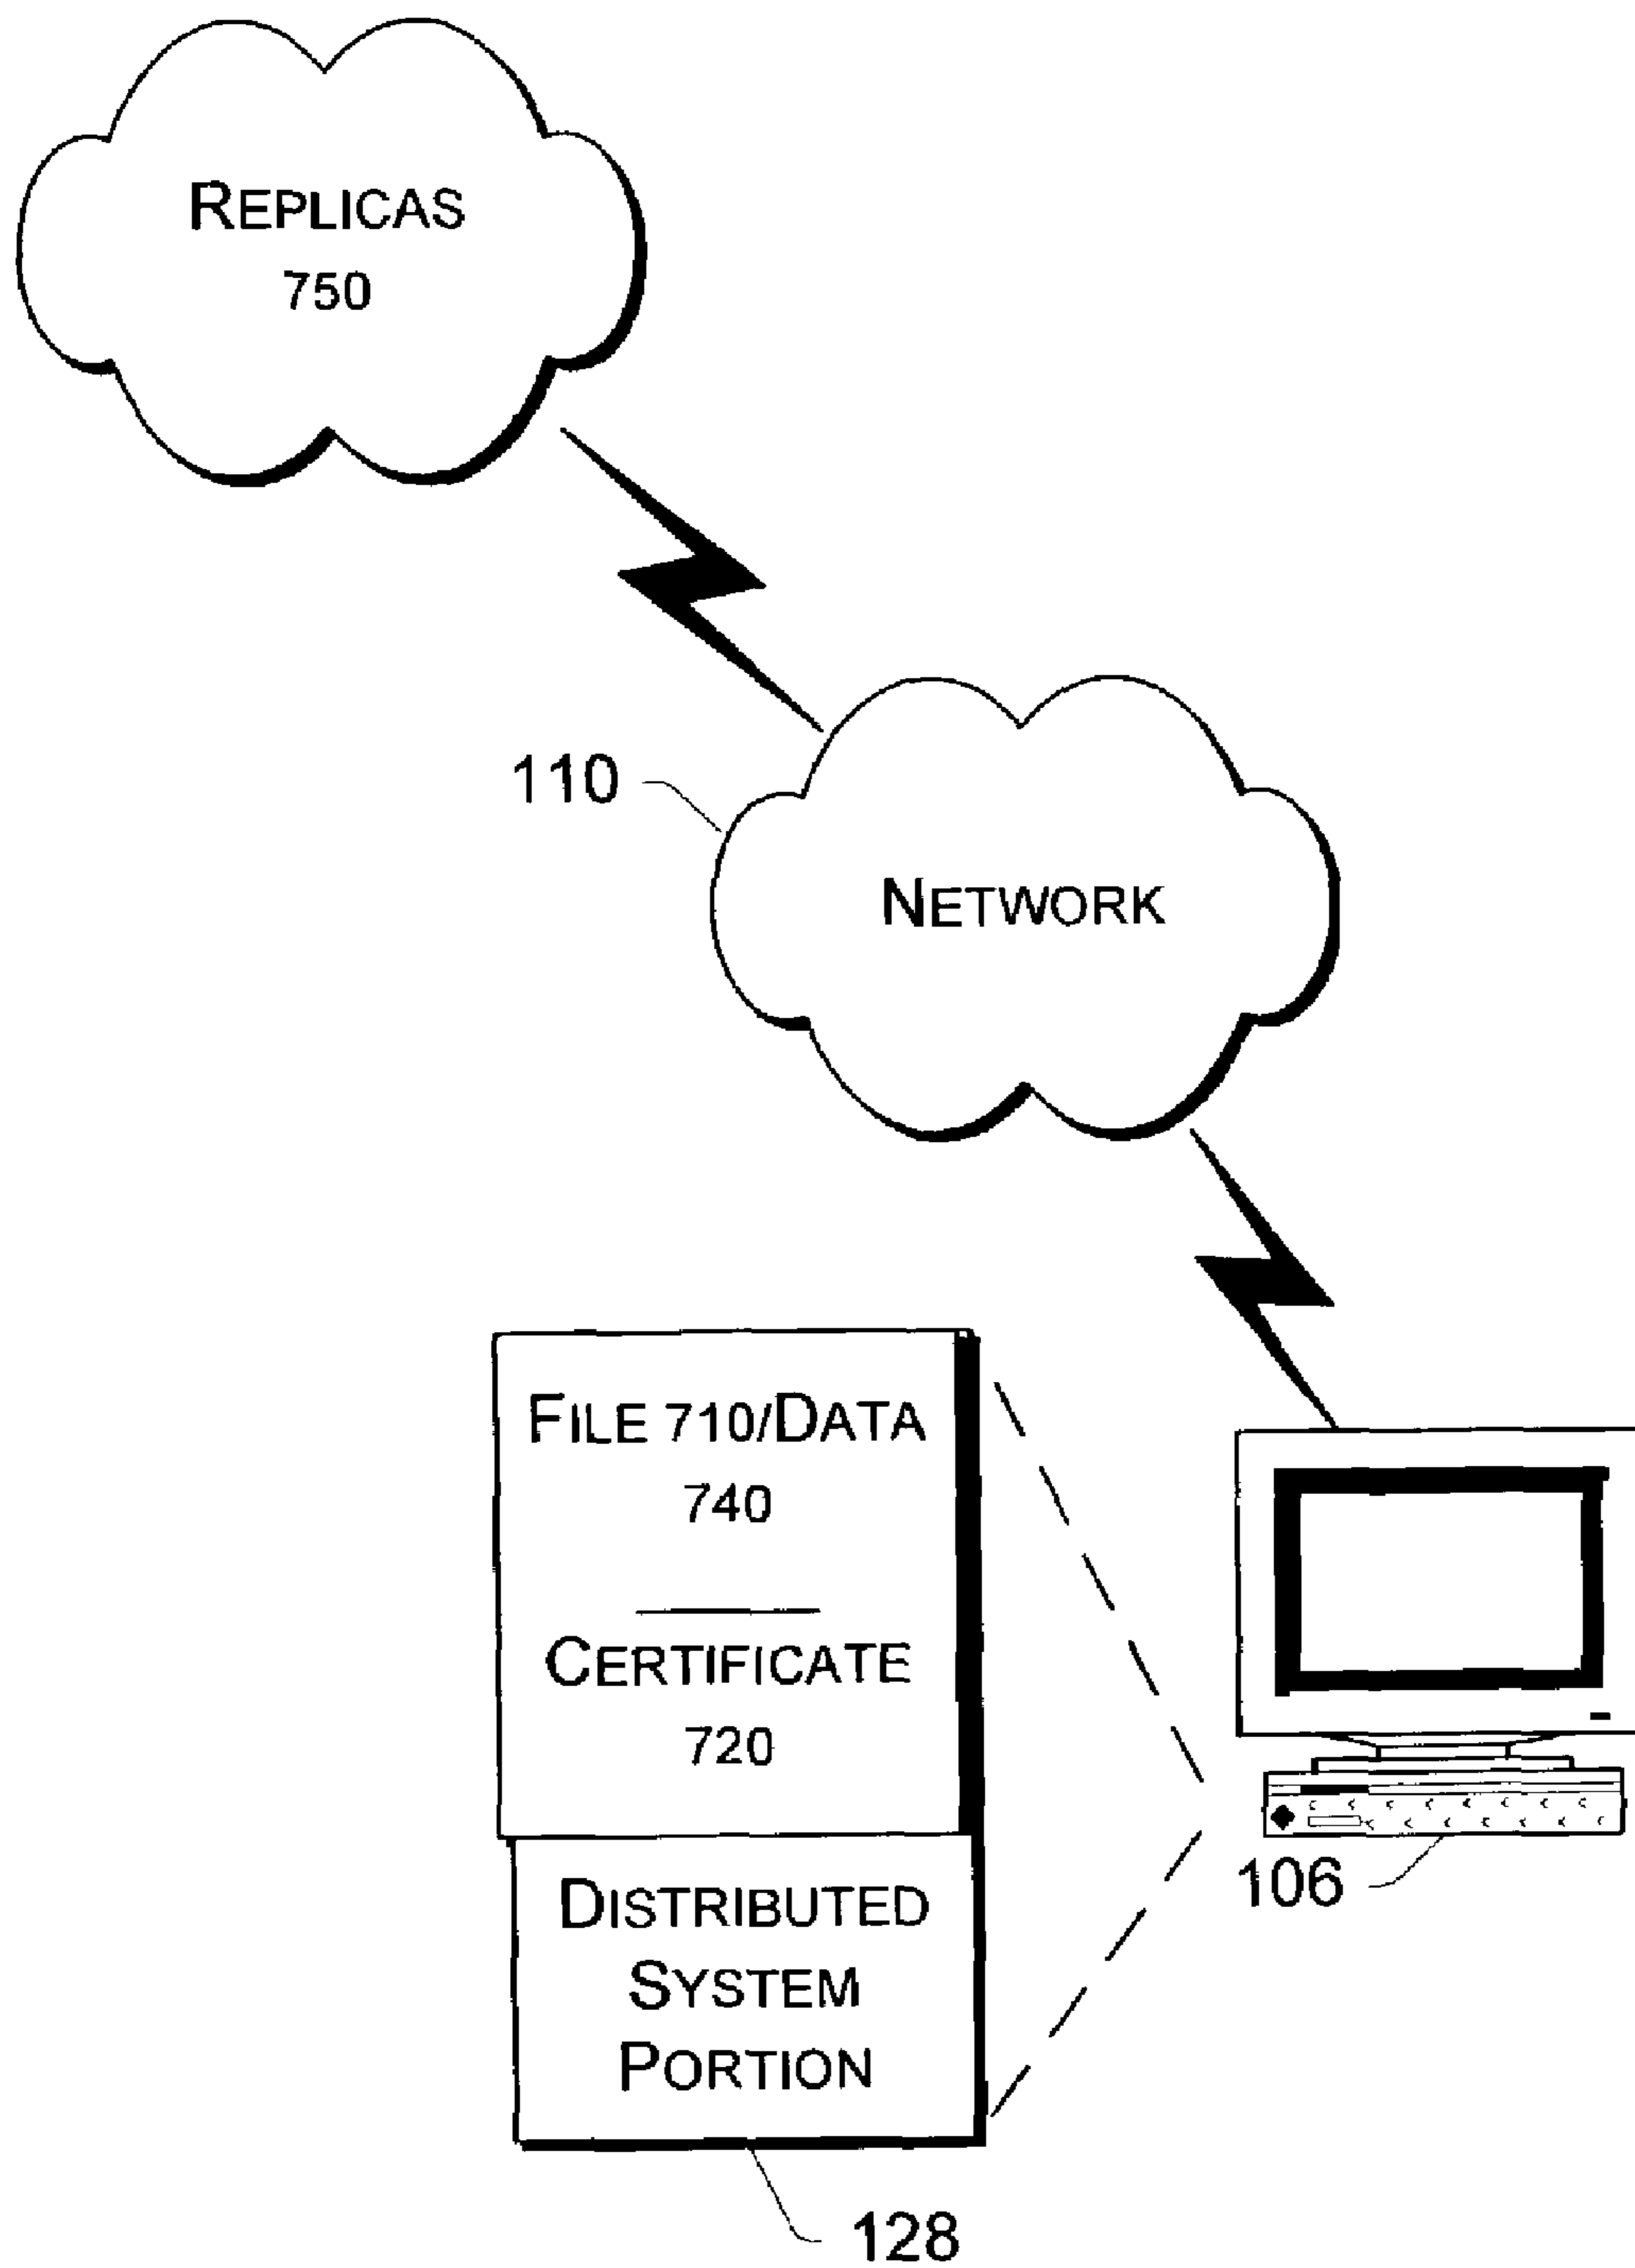 REPLICAS
750
110
NETWORK
FILE 710/DATA
740
CERTIFICATE
720
106
DISTRIBUTED
SYSTEM
PORTION
128